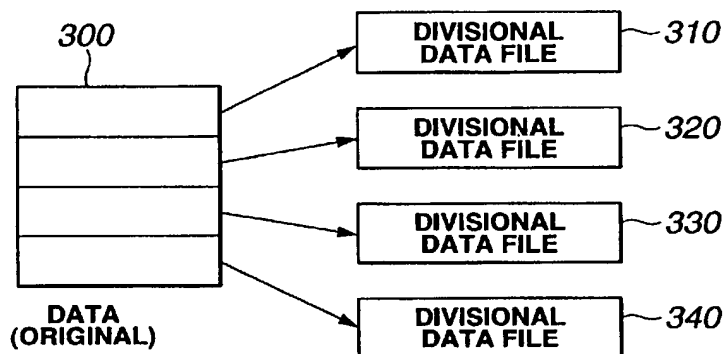 300
DIVISIONAL
DATA FILE
310
DIVISIONAL
DATA FILE
320
DIVISIONAL
DATA FILE
330
DIVISIONAL
DATA FILE
340
DATA
(ORIGINAL)